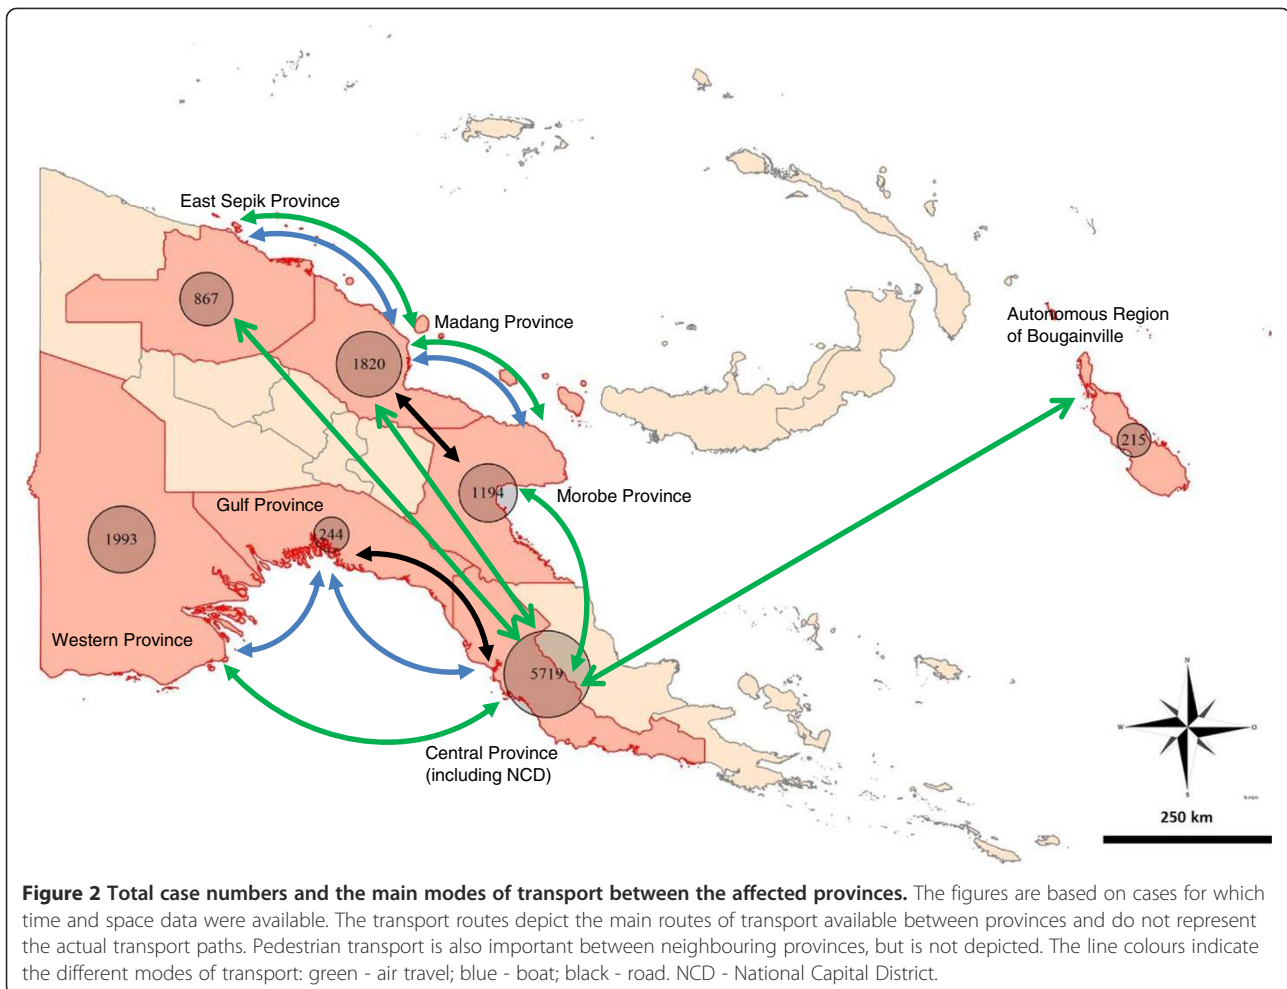 East Sepik Province
867
Madang Province
1820
Autonomous Region
of Bougainville
215
1194
Morobe Province
Gulf Province
244
1993
Western Province
5719
Central Province
(including NCD)
N
W
O
S
250 km
Figure 2 Total case numbers and the main modes of transport between the affected provinces. The figures are based on cases for which
time and space data were available. The transport routes depict the main routes of transport available between provinces and do not represent
the actual transport paths. Pedestrian transport is also important between neighbouring provinces, but is not depicted. The line colours indicate
the different modes of transport: green - air travel; blue - boat; black - road. NCD - National Capital District.